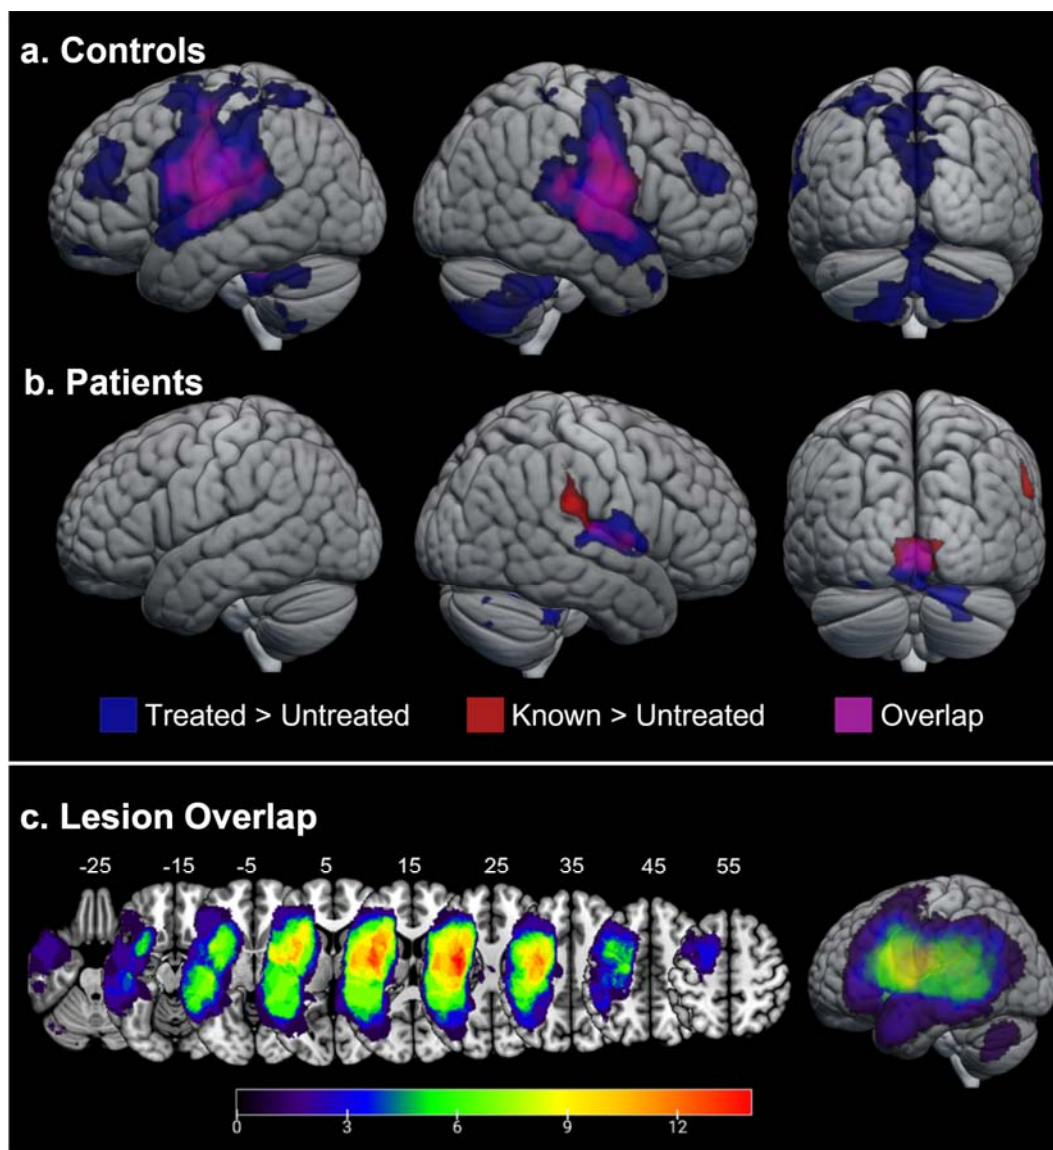 a. Controls
b. Patients
Treated > Untreated Known > Untreated Overlap
c. Lesion Overlap
-25 -15 -5 5 15 25 35 45 55
0 3 6 9 12